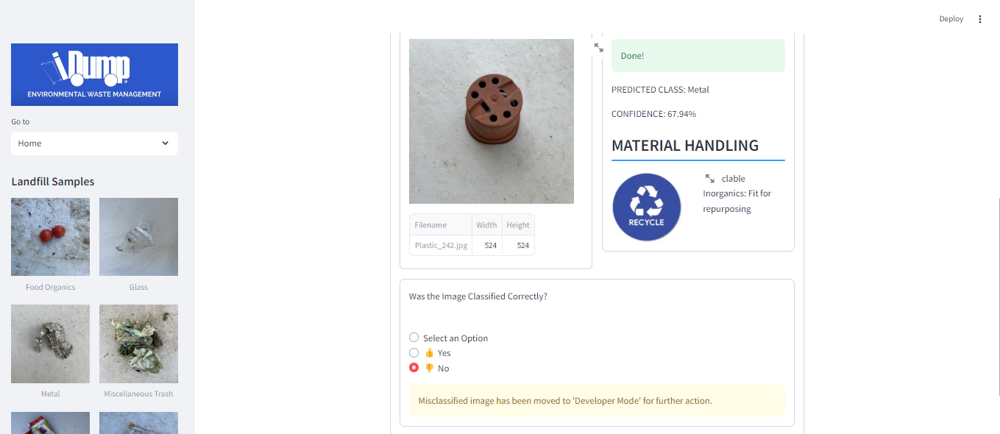 Deploy
Dump
ENVIRONMENTAL WASTE MANAGEMENT
Go to
Home
Landfill Samples
Food Organics
Glass
Metal
Miscellaneous Trash
Filename Width Height
Plastic_242.jpg 524 524
Done!
PREDICTED CLASS: Metal
CONFIDENCE: 67.94%
MATERIAL HANDLING
RECYCLE
clable
Inorganics: Fit for
repurposing
Was the Image Classified Correctly?
Select an Option
👍 Yes
👎 No
Misclassified image has been moved to 'Developer Mode' for further action.